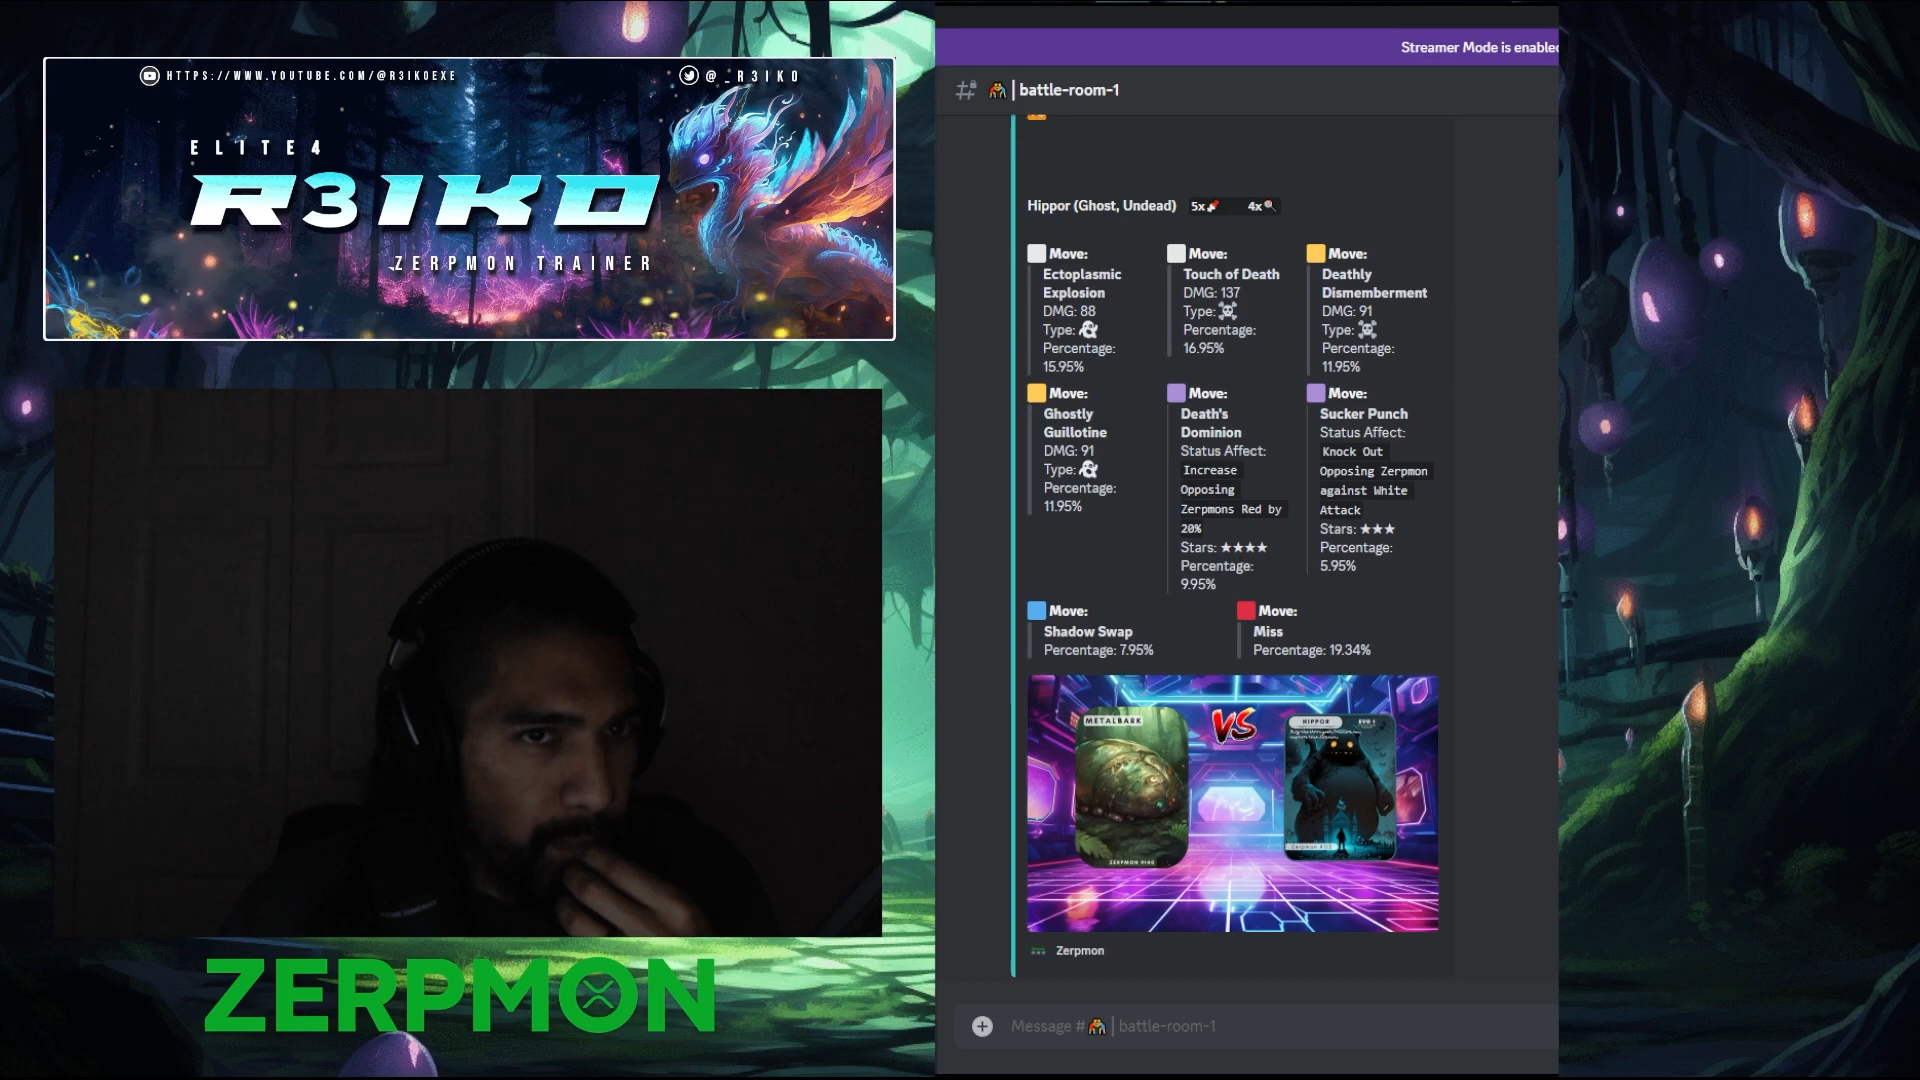 HTTPS://WWW.YOUTUBE.COM/@R3IKOEXE
@_R3IKO
ELITE4
R3IKO
ZERPMON TRAINER
ZERPMON
Streamer Mode is enabled
battle-room-1
Hippor (Ghost, Undead) 5x 4x
Move:
Ectoplasmic
Explosion
DMG: 88
Type:
Percentage:
15.95%
Move:
Touch of Death
DMG: 137
Type:
Percentage:
16.95%
Move:
Deathly
Dismemberment
DMG: 91
Type:
Percentage:
11.95%
Move:
Ghostly
Guillotine
DMG: 91
Type:
Percentage:
11.95%
Move:
Death's
Dominion
Status Affect:
Increase
Opposing
Zerpmons Red by
20%
Stars: ★★★★
Percentage:
9.95%
Move:
Sucker Punch
Status Affect:
Knock Out
Opposing Zerpmon
against White
Attack
Stars: ★★★
Percentage:
5.95%
Move:
Shadow Swap
Percentage: 7.95%
Move:
Miss
Percentage: 19.34%
METALBARK
VS
HIPPOR
EVO 1
Zerpmon
Message # | battle-room-1